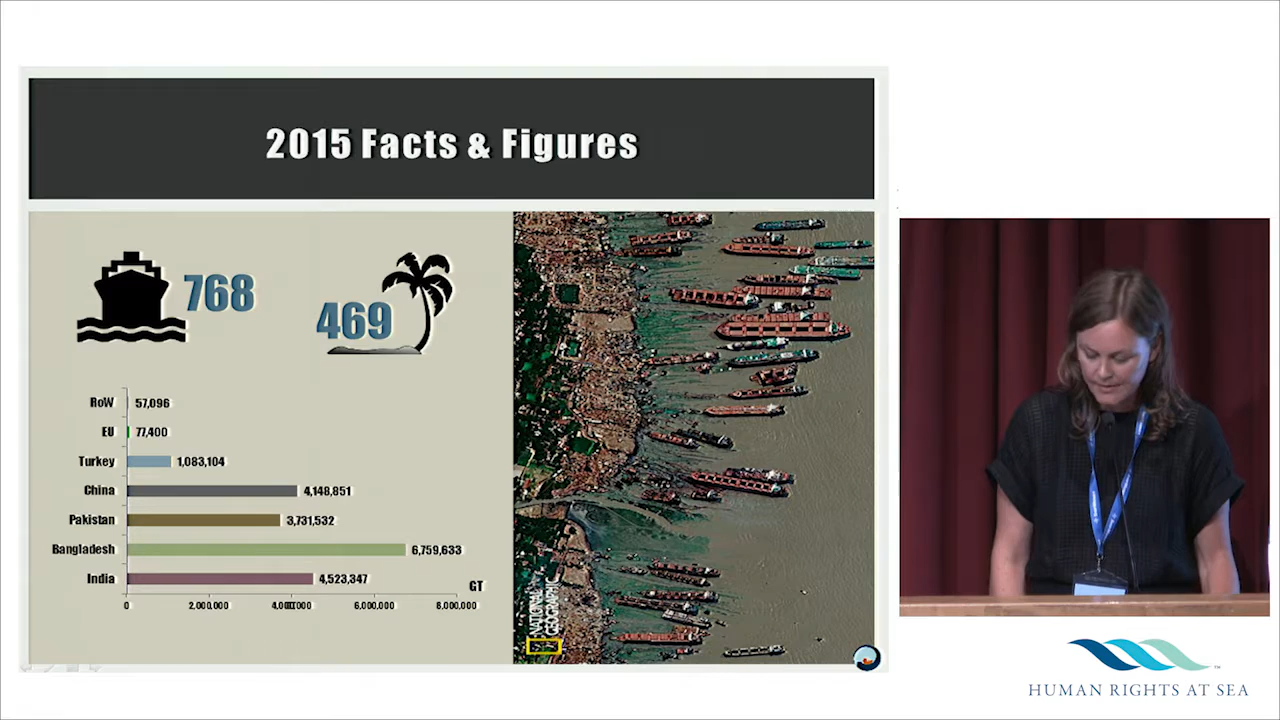 2015 Facts & Figures
768
469
RoW 57,096
EU 77,400
Turkey 1,083,104
China 4,148,851
Pakistan 3,731,532
Bangladesh 6,759,633
India 4,523,347
GT
0 2,000,000 6,000,000 8,000,000
NATIONAL
GEOGRAPHIC
HUMAN RIGHTS AT SEA
TM